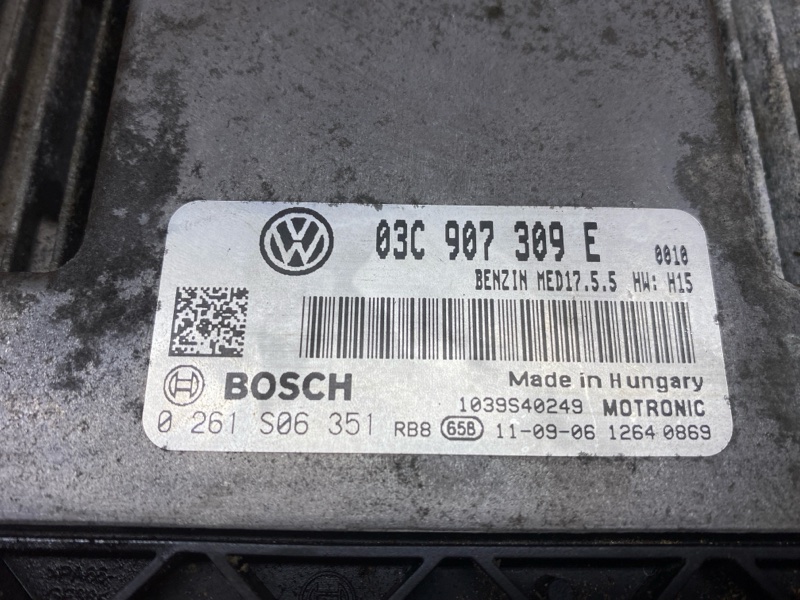 03C 907 309 E 0010
BENZIN MED17.5.5 HW: H15
BOSCH
Made in Hungary
1039S40249 MOTRONIC
0 261 S06 351 RB8 65B 11-09-06 1264 0869